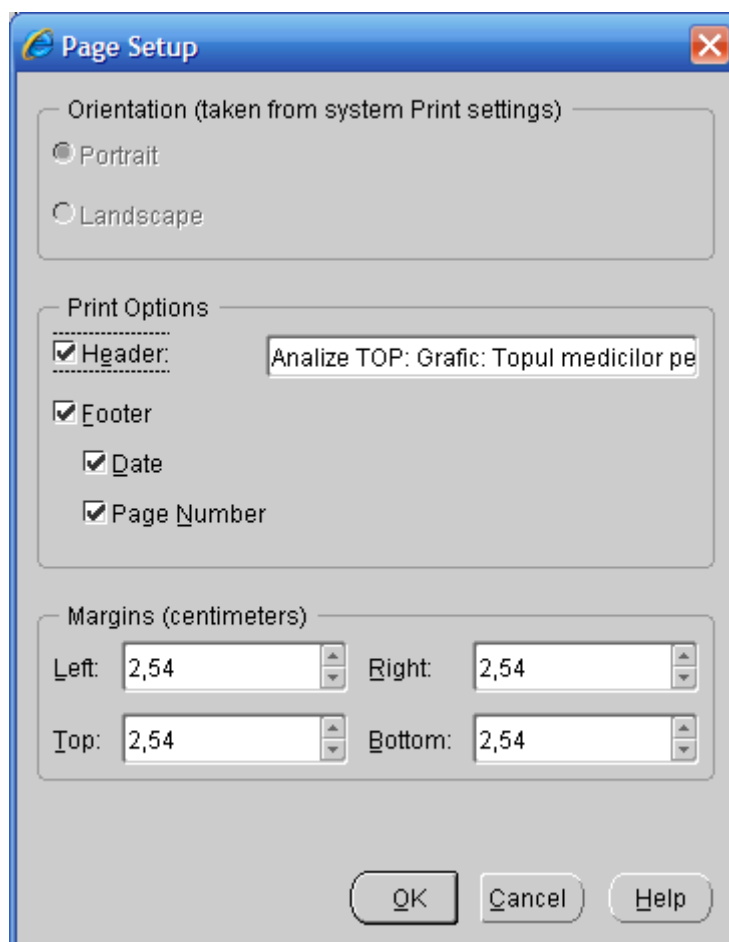 Page Setup
Orientation (taken from system Print settings)
Portrait
Landscape
Print Options
Header: Analize TOP: Grafic: Topul medicilor pe
Footer
Date
Page Number
Margins (centimeters)
Left: 2,54 Right: 2,54
Top: 2,54 Bottom: 2,54
OK Cancel Help